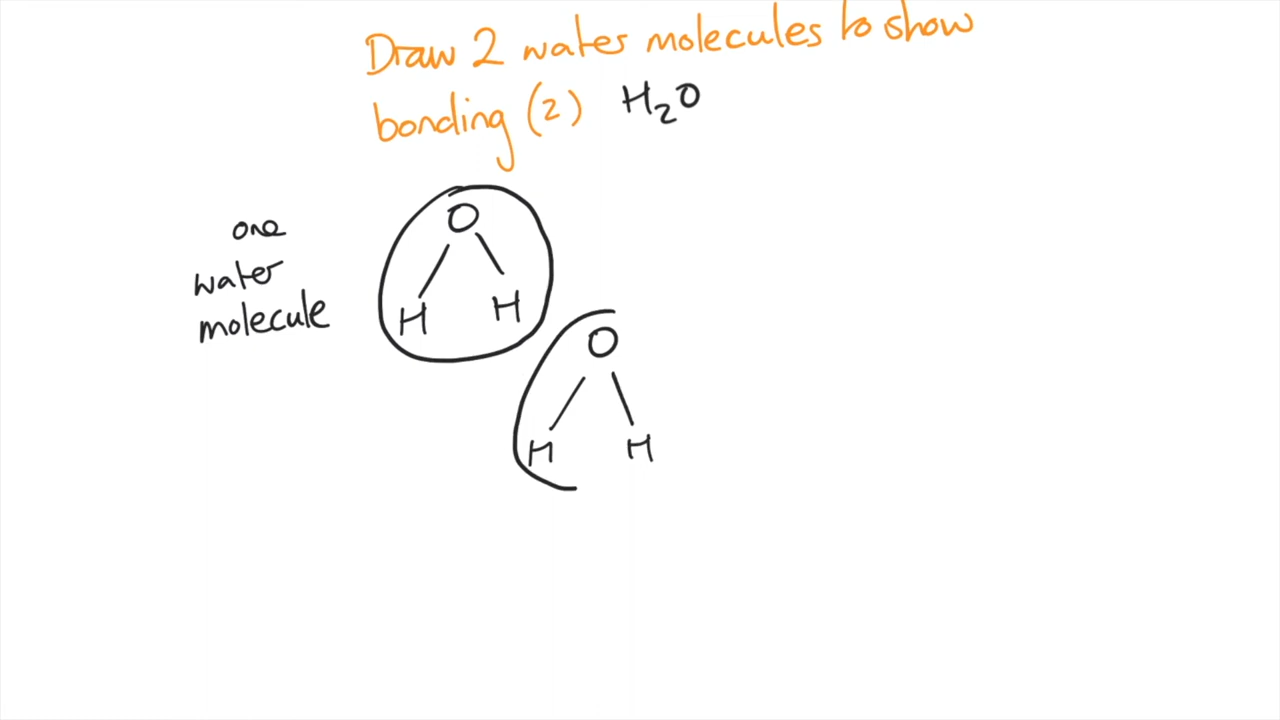 Draw 2 water molecules to show
bonding (2) H₂O
one
water
molecule
O
H H
O
H H